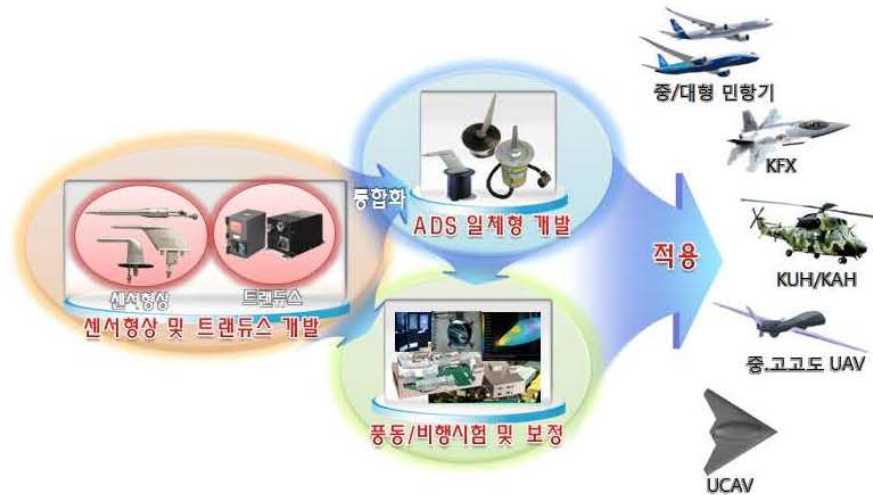 센서형상
트랜듀스
센서형상 및 트랜듀스 개발
통합화
ADS 일체형 개발
풍동/비행시험 및 보정
적용
중/대형 민항기
KFX
KUH/KAH
중.고고도 UAV
UCAV